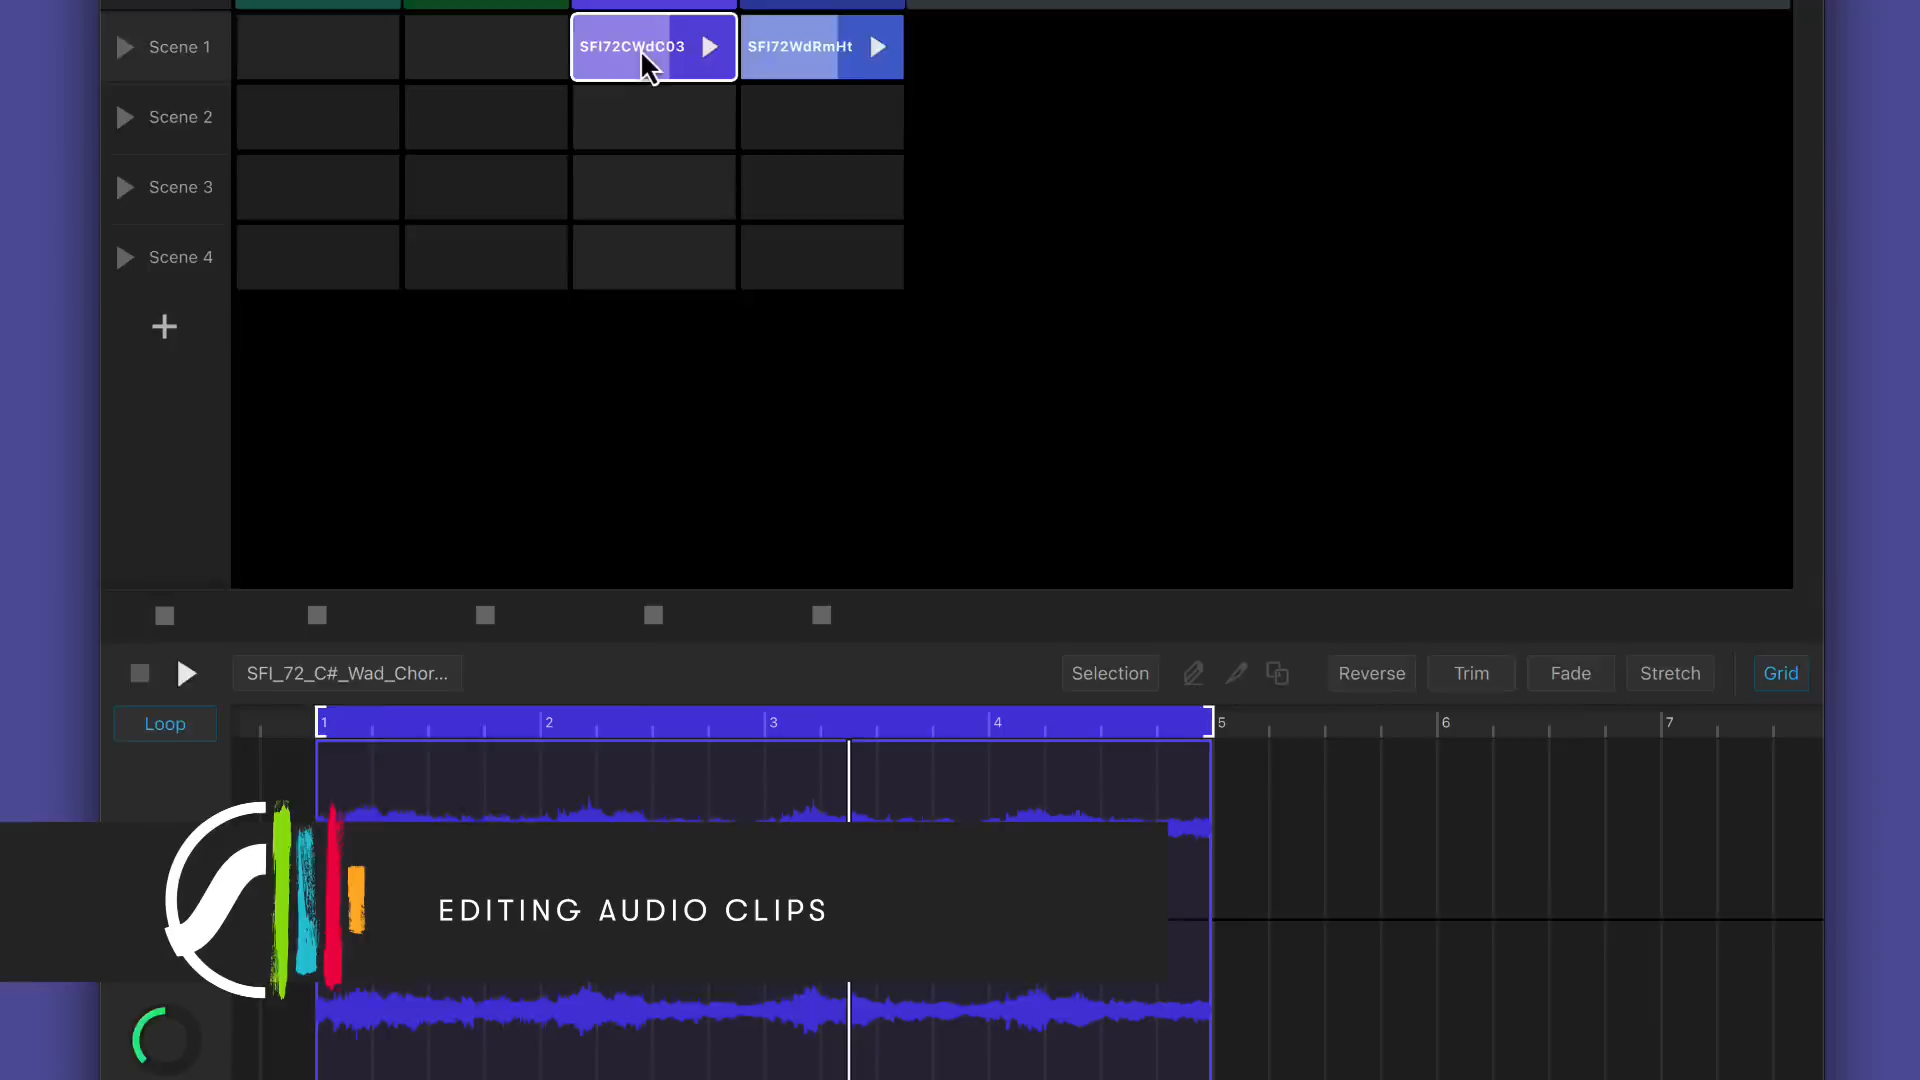 Scene 1
SFI72CWdC03
SFI72WdRmHt
Scene 2
Scene 3
Scene 4
SFI_72_C#_Wad_Chor...
Selection
Reverse
Trim
Fade
Stretch
Grid
Loop
1 2 3 4 5 6 7
EDITING AUDIO CLIPS